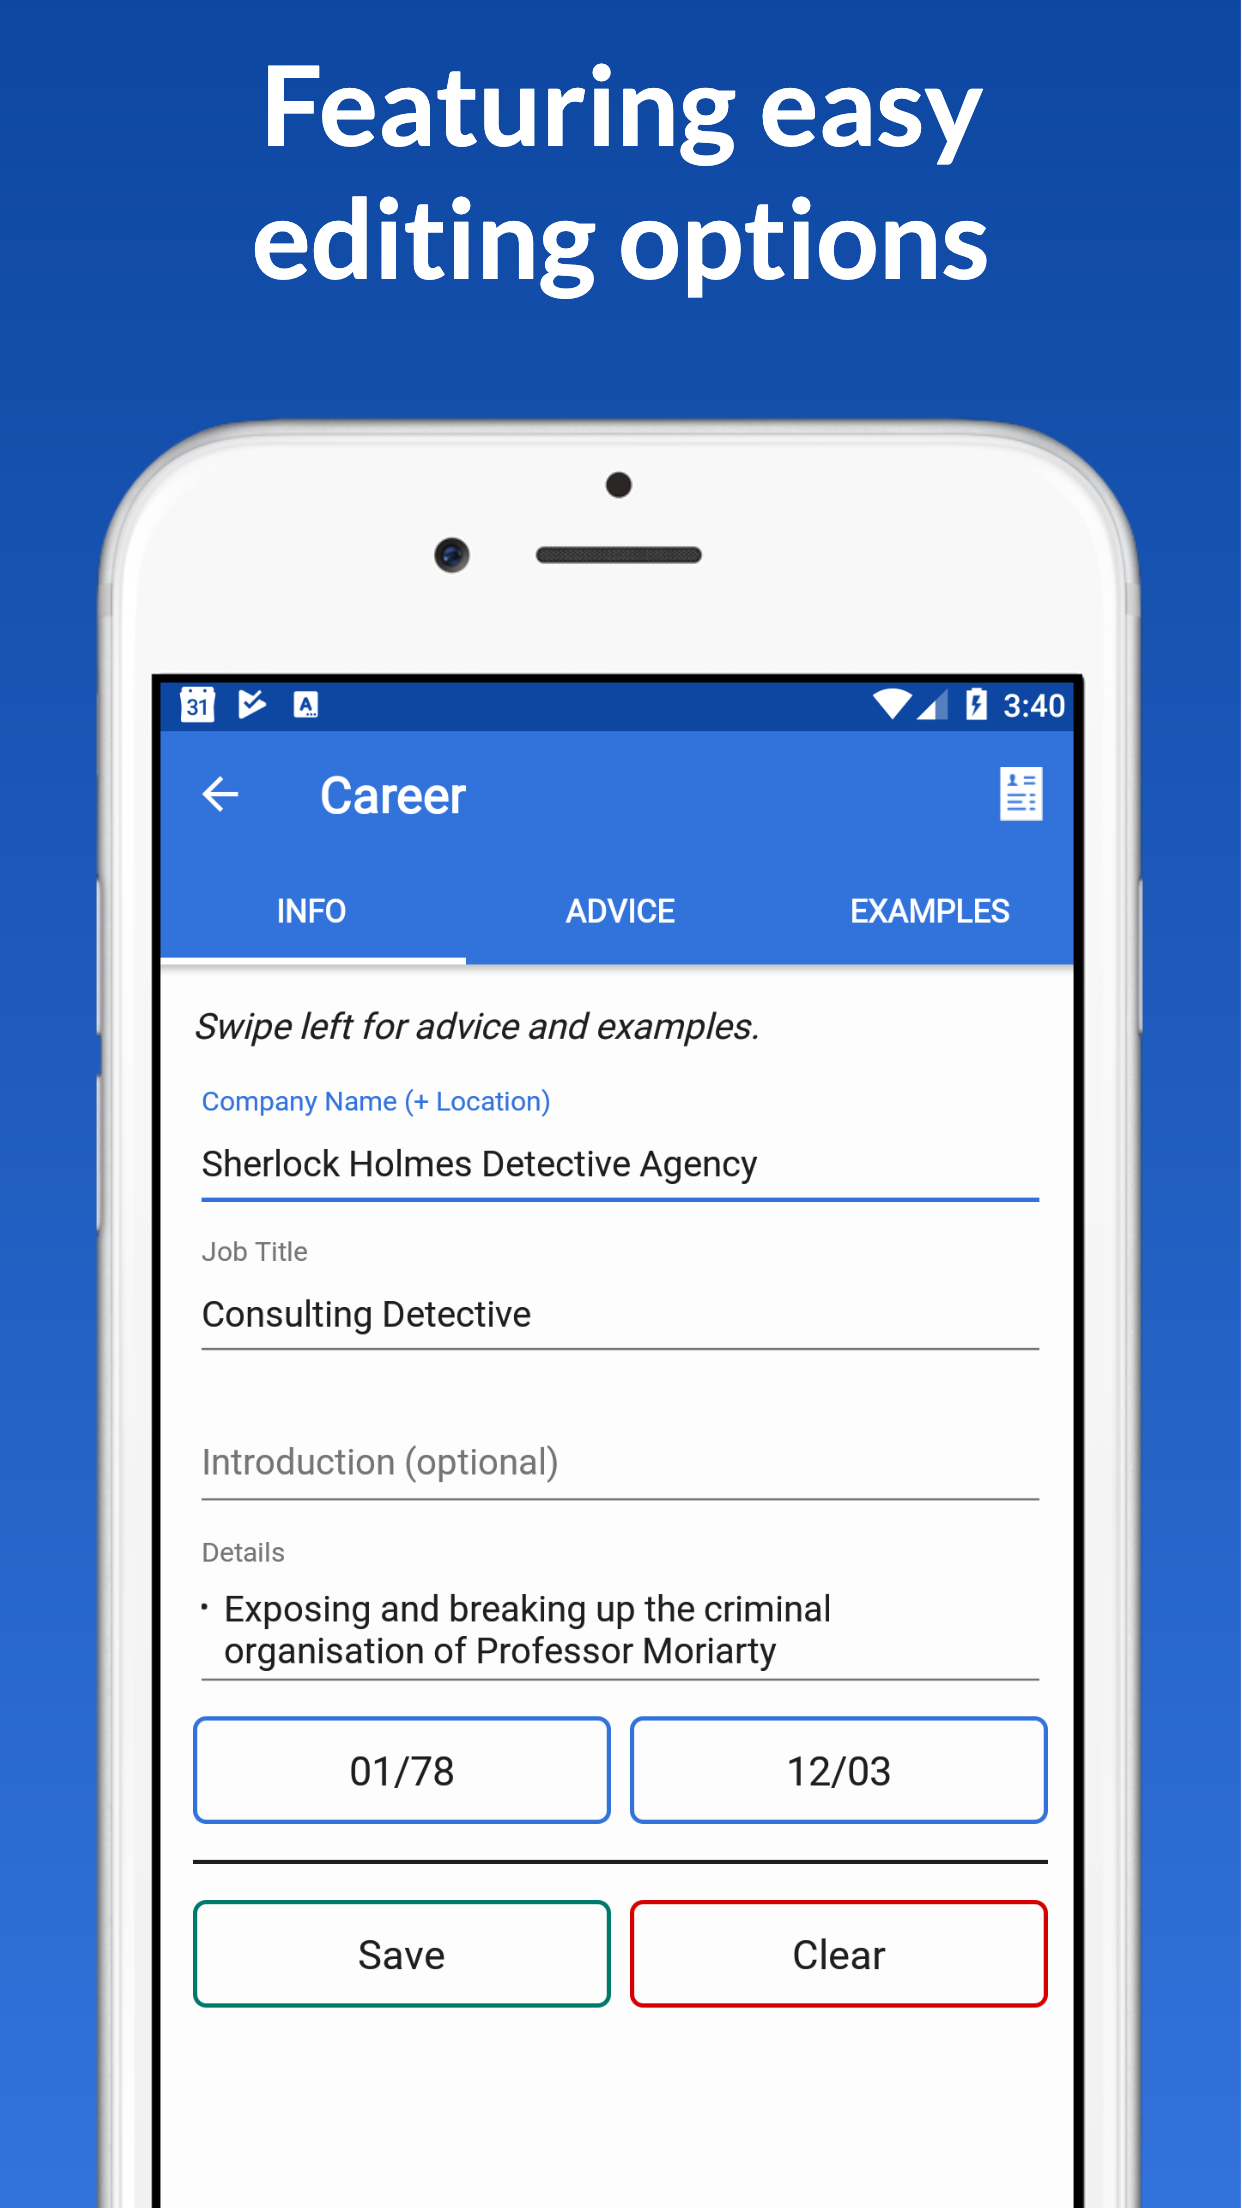 Featuring easy
editing options
31
A
3:40
Career
INFO ADVICE EXAMPLES
Swipe left for advice and examples.
Company Name (+ Location)
Sherlock Holmes Detective Agency
Job Title
Consulting Detective
Introduction (optional)
Details
· Exposing and breaking up the criminal
organisation of Professor Moriarty
01/78 12/03
Save Clear